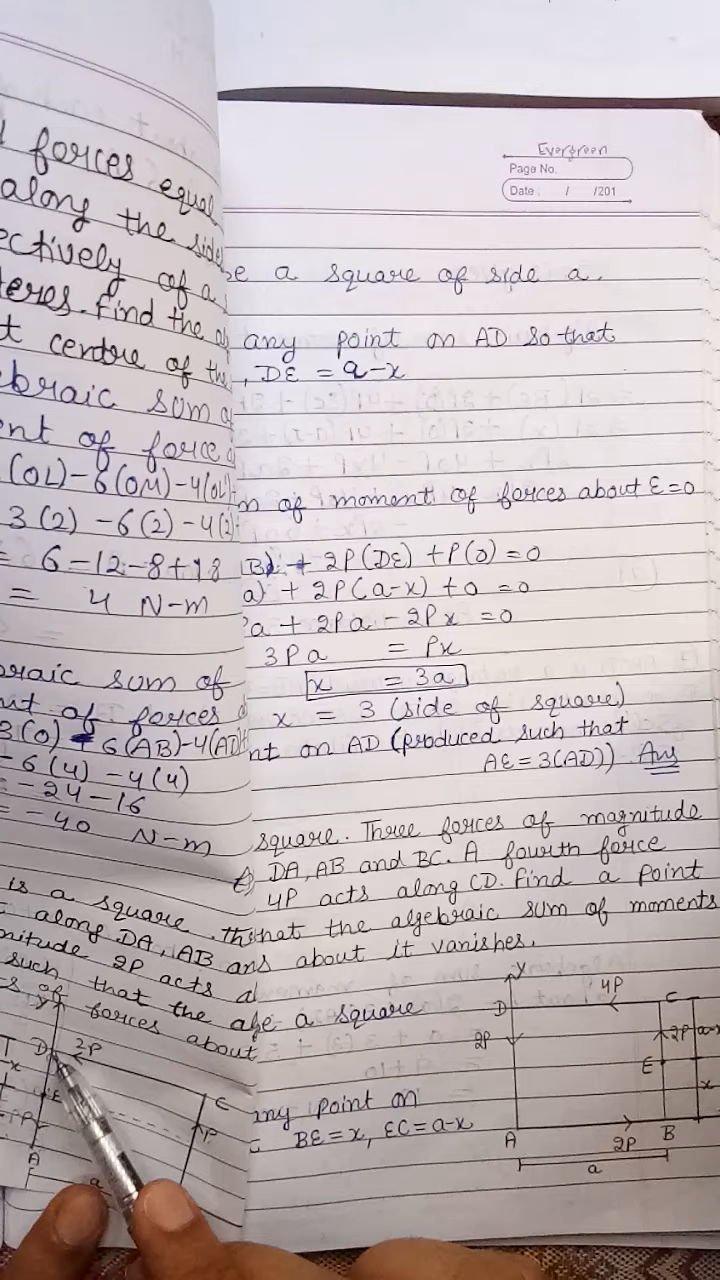 forces equal
along the side
ectively of a
teres. Find the
t centre of the
ebraic sum of
ent of force
(OL)-6(OM)-4(OL)
3(2) -6(2) -4(2)
= 6-12-8+18
= 4 N-m
braic sum of
nt of forces
3(0) - 6(AB)-4(AD)
-6(4) -4(4)
= -24-16
= -40 N-m
is a square. Th
along DA, AB an
nitude 2P acts a
such that the alge
s of forces about
Y
D 2P
x
E
C
P
A
a
Evergreen
Page No.
Date : / /201
be a square of side a.
any point on AD so that
, DE = a-x
m of moment of forces about E=0
(B) + 2P(DE) + P(0) = 0
a) + 2P(a-x) + 0 = 0
a + 2Pa - 2Px = 0
3Pa = Px
x = 3a
x = 3 (side of square)
nt on AD (produced such that
AE = 3(AD)) Ans
square. Three forces of magnitude
DA, AB and BC. A fourth force
4P acts along CD. Find a point
that the algebraic sum of moments
s about it vanishes.
e a square
any point on
BE = x, EC = a-x
Y
D 4P C
2P 2P a-x
E
x
A 2P B
a